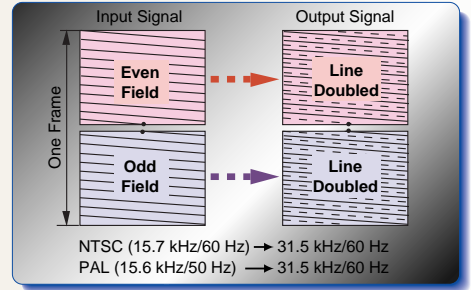 Input Signal
Output Signal
One Frame
Even
Field
Line
Doubled
Odd
Field
Line
Doubled
NTSC (15.7 kHz/60 Hz) → 31.5 kHz/60 Hz
PAL (15.6 kHz/50 Hz) → 31.5 kHz/60 Hz